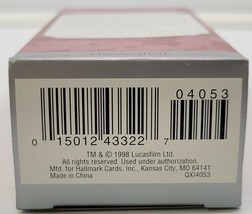 Handcrafted
04053
0 15012 43322 7
TM & © 1998 Lucasfilm Ltd.
All rights reserved. Used under authorization.
Mfd. for Hallmark Cards, Inc., Kansas City, MO 64141
Made in China
QXI4053